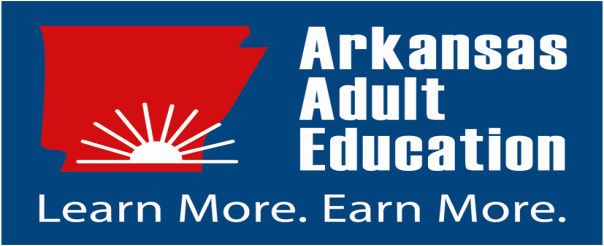 Arkansas
Adult
Education
Learn More. Earn More.